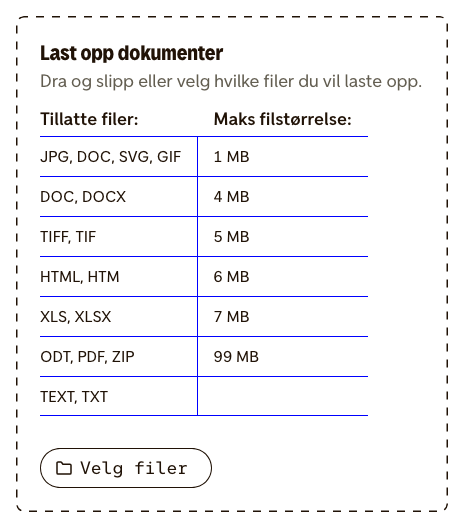 Last opp dokumenter
Dra og slipp eller velg hvilke filer du vil laste opp.
Tillatte filer: Maks filstørrelse:
JPG, DOC, SVG, GIF 1 MB
DOC, DOCX 4 MB
TIFF, TIF 5 MB
HTML, HTM 6 MB
XLS, XLSX 7 MB
ODT, PDF, ZIP 99 MB
TEXT, TXT
Velg filer